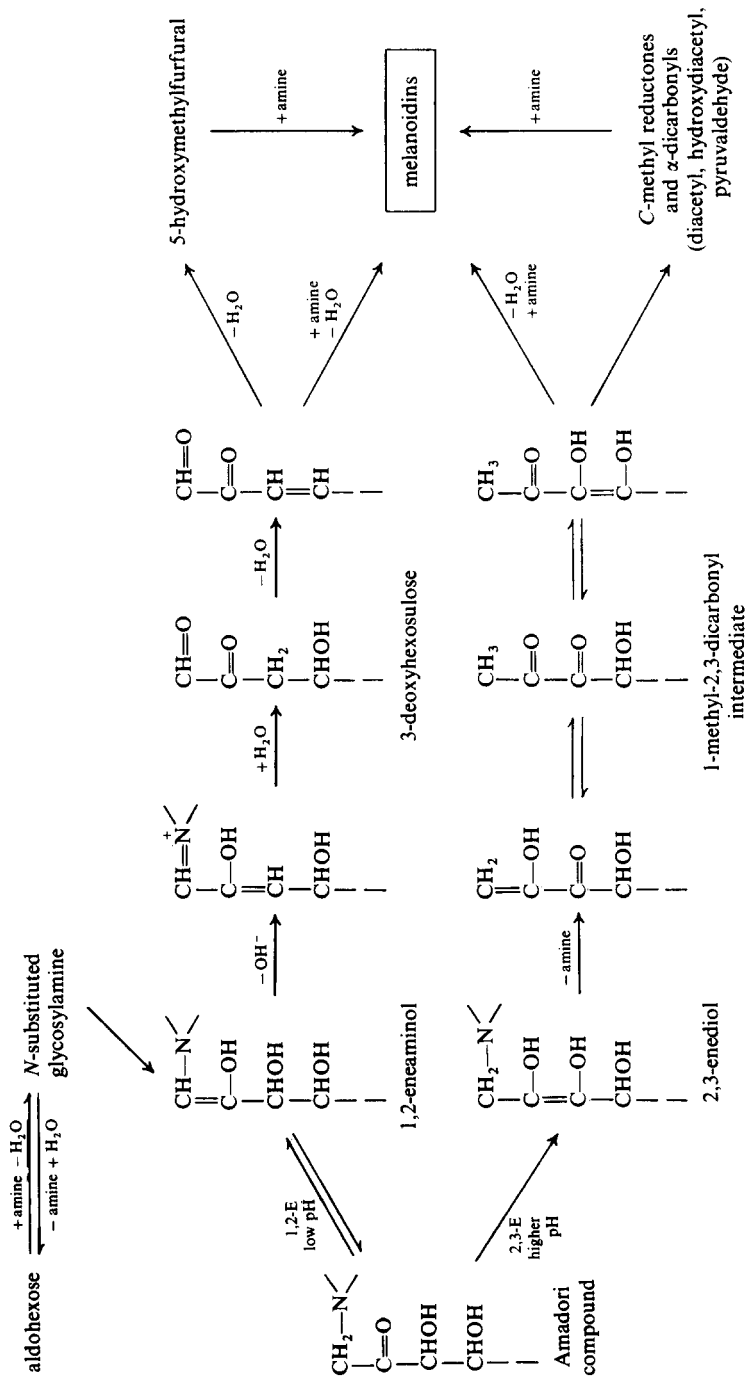 aldohexose
+amine −H₂O
− amine + H₂O
N-substituted
glycosylamine
CH₂—N
C=O
CHOH
CHOH
Amadori
compound
1,2-E
low pH
2,3-E
higher
pH
CH—N
C—OH
CHOH
CHOH
1,2-eneaminol
−OH⁻
CH=N⁺
C—OH
CH
CHOH
+H₂O
CH=O
C=O
CH₂
CHOH
3-deoxyhexosulose
−H₂O
CH=O
C=O
CH
CH
−H₂O
+ amine
− H₂O
5-hydroxymethylfurfural
+ amine
melanoidins
CH₂—N
C—OH
C—OH
CHOH
2,3-enediol
− amine
CH₂
C—OH
C=O
CHOH
CH₃
C=O
C=O
CHOH
1-methyl-2,3-dicarbonyl
intermediate
CH₃
C=O
C—OH
C—OH
−H₂O
+ amine
+ amine
C-methyl reductones
and α-dicarbonyls
(diacetyl, hydroxydiacetyl,
pyruvaldehyde)